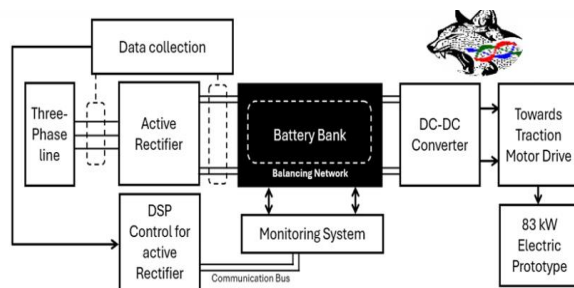 Data collection
Three-
Phase
line
Active
Rectifier
Battery Bank
Balancing Network
DC-DC
Converter
Towards
Traction
Motor Drive
DSP
Control for
active
Rectifier
Monitoring System
Communication Bus
83 kW
Electric
Prototype